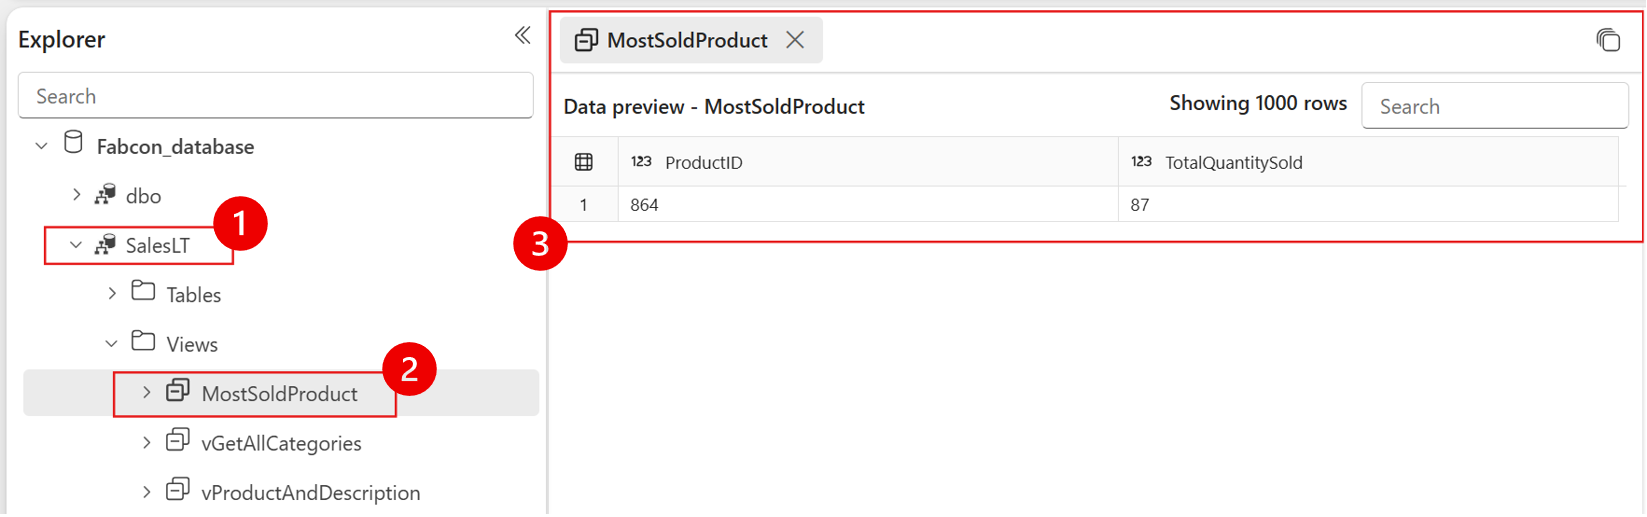 Explorer
Search
Fabcon_database
dbo
1
SalesLT
Tables
Views
2
MostSoldProduct
vGetAllCategories
vProductAndDescription
3
MostSoldProduct
Data preview - MostSoldProduct
Showing 1000 rows
Search
123 ProductID
123 TotalQuantitySold
1 864 87